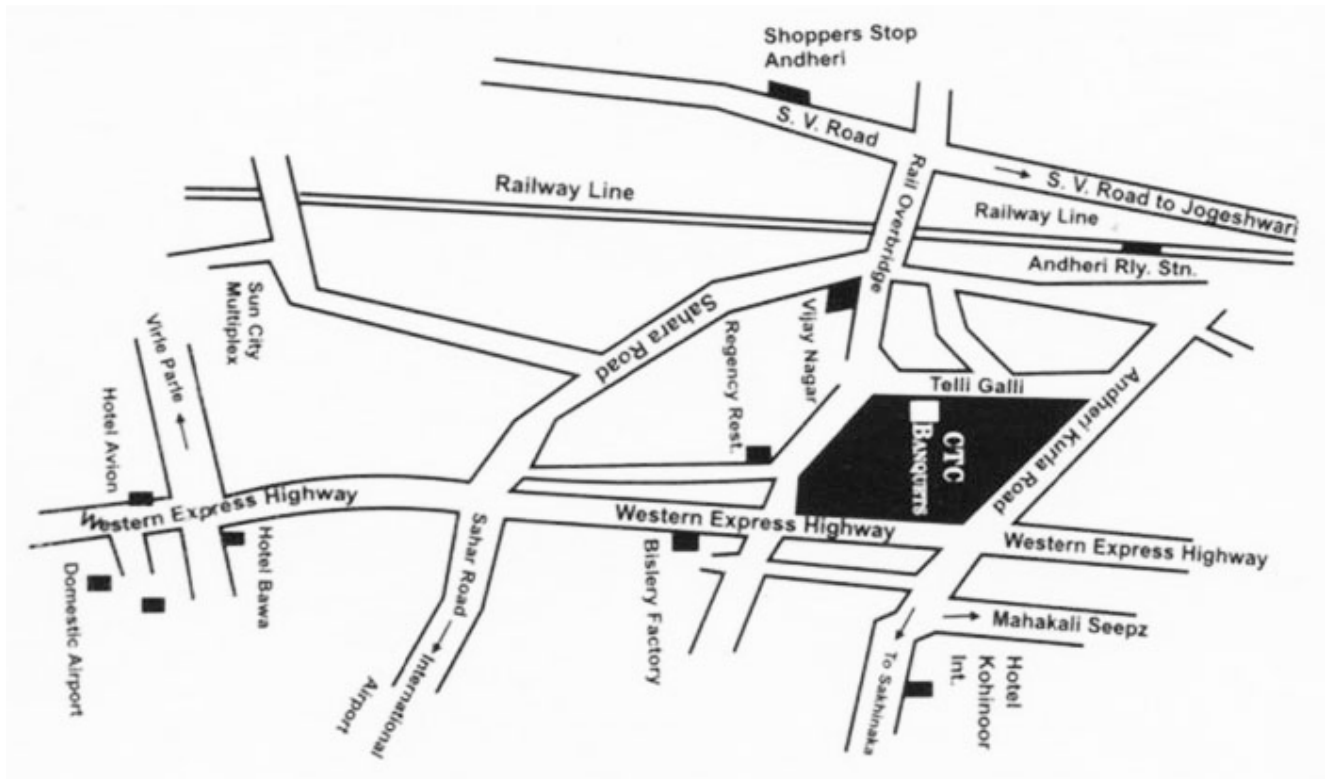 Shoppers Stop
Andheri
S. V. Road
S. V. Road to Jogeshwari
Railway Line
Rail Overbridge
Railway Line
Andheri Rly. Stn.
Sun City
Multiplex
Sahara Road
Vijay Nagar
Virle Parle
Regency Rest.
Telli Galli
Andheri Kurla Road
Hotel Avion
CTC
BANQUETS
Western Express Highway
Western Express Highway
Western Express Highway
Hotel Bawa
Sahar Road
Bislery Factory
Domestic Airport
Mahakali Seepz
International
Airport
To Sakhinaka
Hotel
Kohinoor
Int.